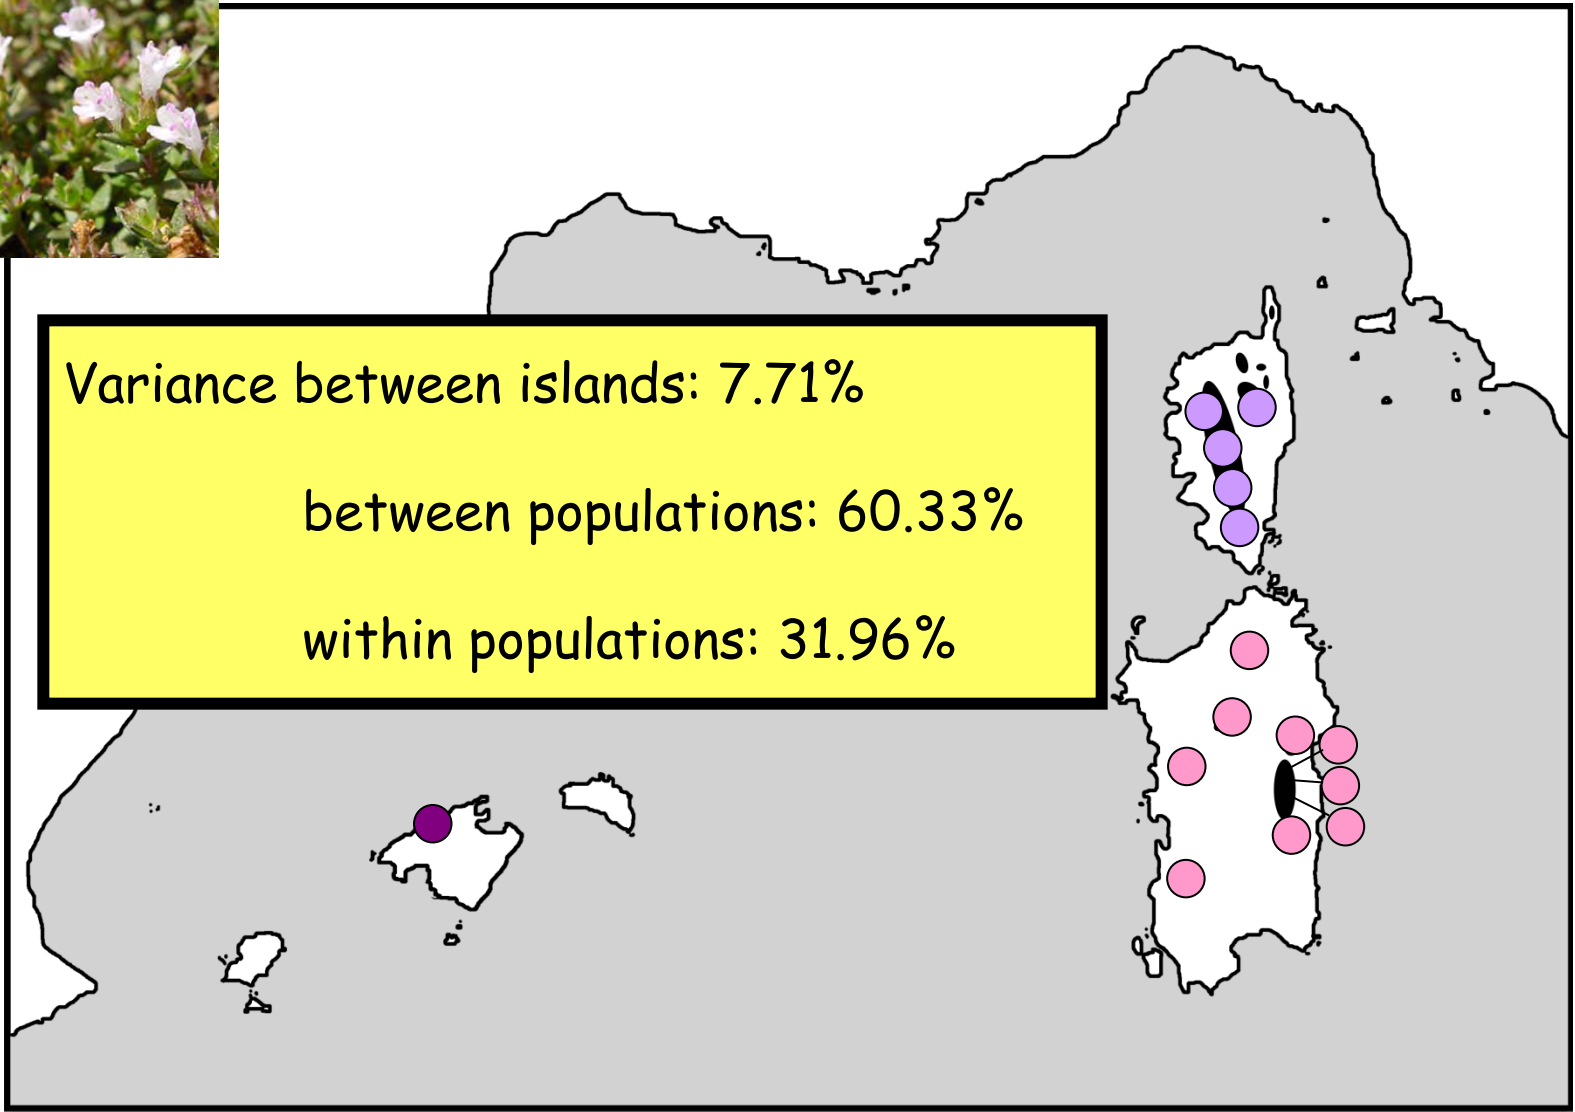 Variance between islands: 7.71%
between populations: 60.33%
within populations: 31.96%